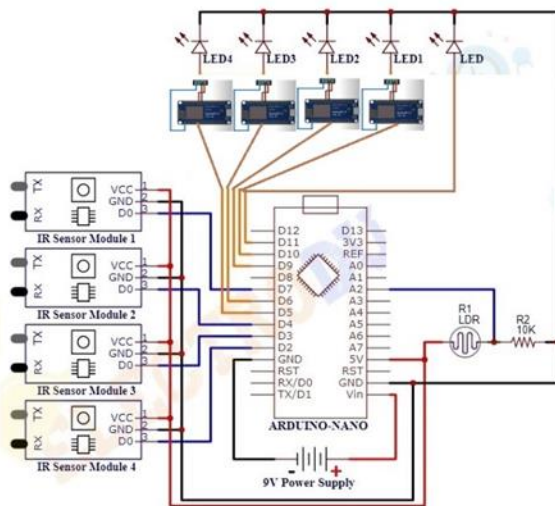 LED4 LED3 LED2 LED1 LED
TX
RX
VCC 1
GND 2
D0 3
IR Sensor Module 1
TX
RX
VCC 1
GND 2
D0 3
IR Sensor Module 2
TX
RX
VCC 1
GND 2
D0 3
IR Sensor Module 3
TX
RX
VCC 1
GND 2
D0 3
IR Sensor Module 4
D12 D13
D11 3V3
D10 REF
D9 A0
D8 A1
D7 A2
D6 A3
D5 A4
D4 A5
D3 A6
D2 A7
GND 5V
RST RST
RX/D0 GND
TX/D1 Vin
ARDUINO-NANO
R1
LDR
R2
10K
- +
9V Power Supply